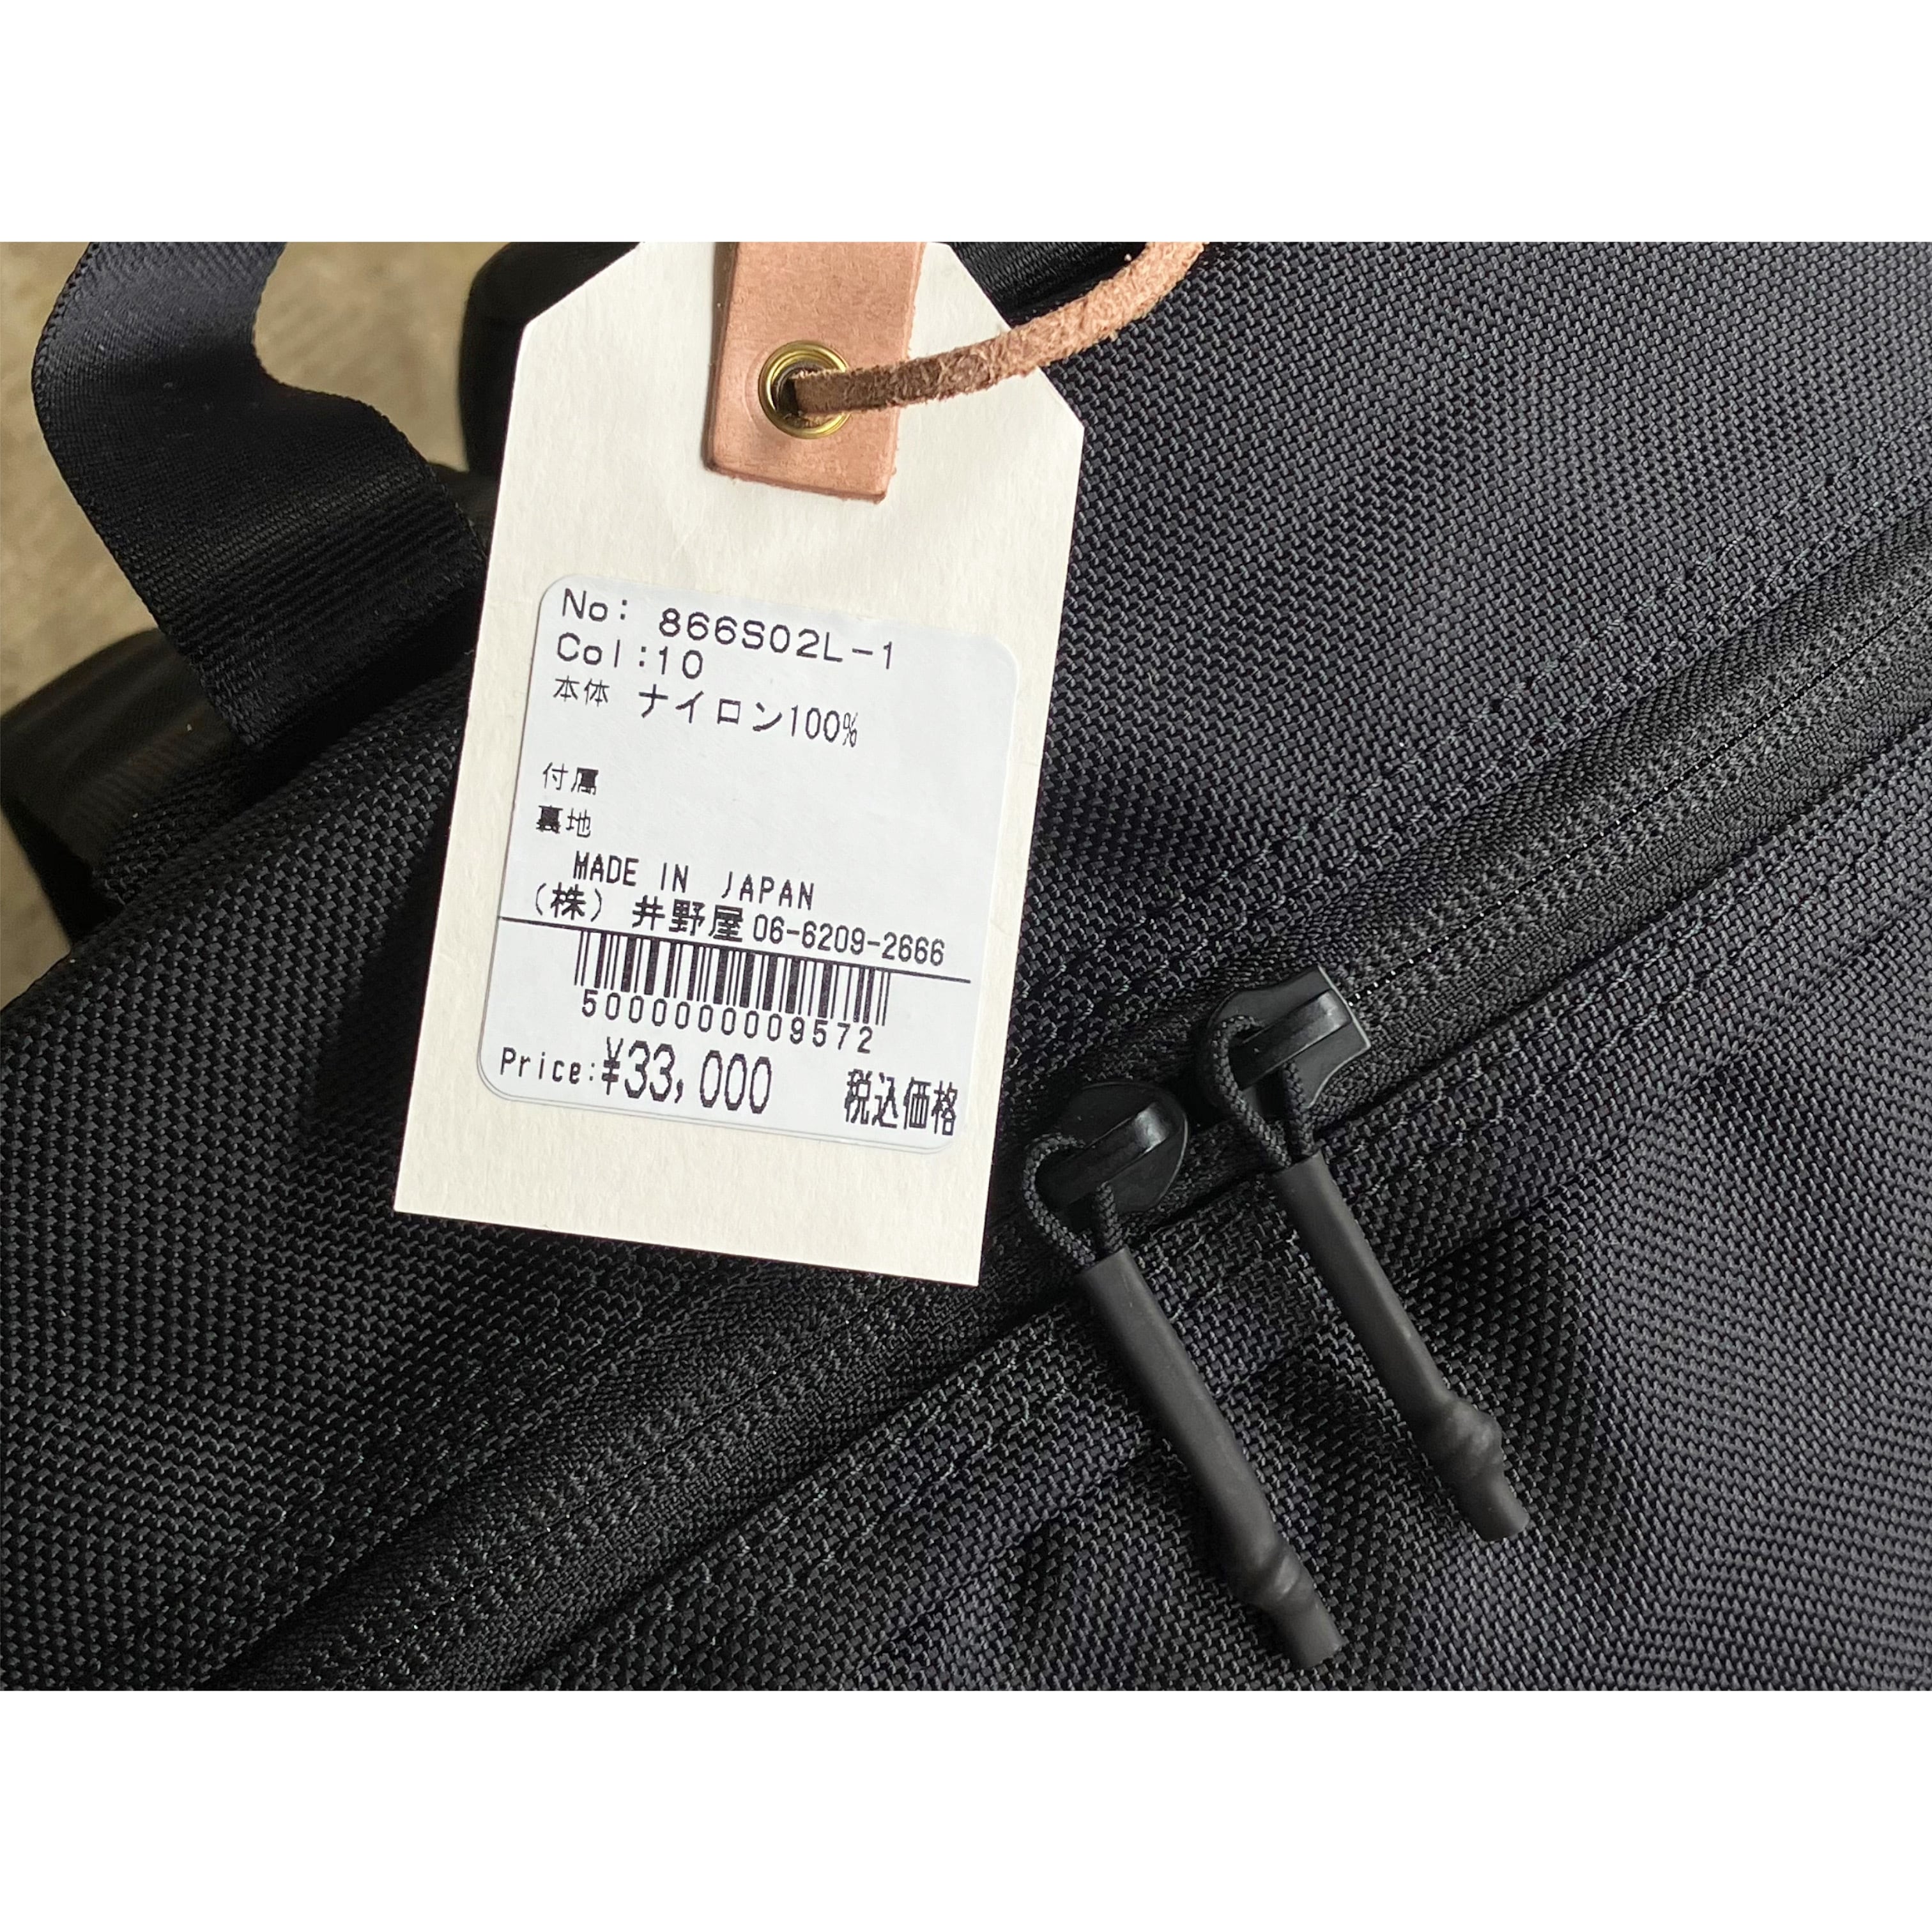 No: 866S02L-1
Col:10
本体 ナイロン100%
付属
裏地
MADE IN JAPAN
(株) 井野屋 06-6209-2666
5000000009572
Price:¥33,000 税込価格